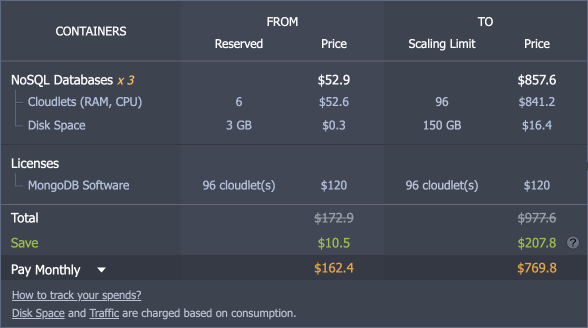 CONTAINERS FROM TO
Reserved Price Scaling Limit Price
NoSQL Databases x 3 $52.9 $857.6
Cloudlets (RAM, CPU) 6 $52.6 96 $841.2
Disk Space 3 GB $0.3 150 GB $16.4
Licenses
MongoDB Software 96 cloudlet(s) $120 96 cloudlet(s) $120
Total $172.9 $977.6
Save $10.5 $207.8 ?
Pay Monthly $162.4 $769.8
How to track your spends?
Disk Space and Traffic are charged based on consumption.